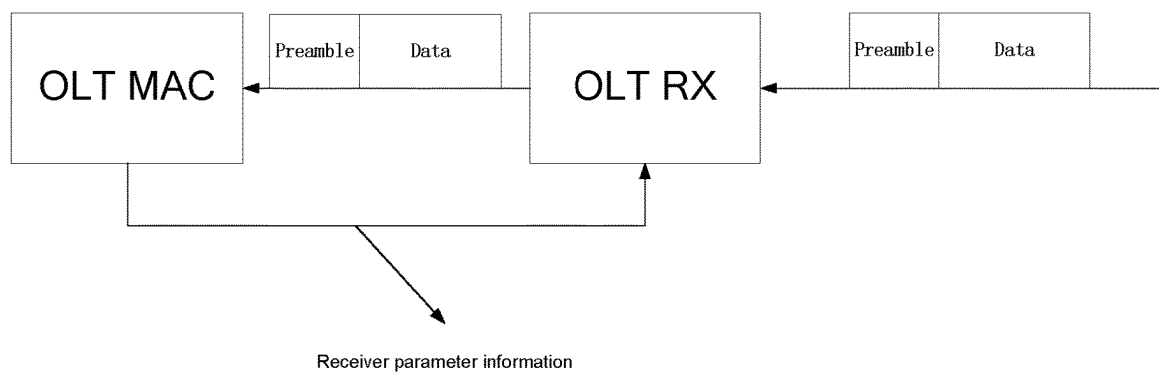 Preamble Data
Preamble Data
OLT MAC
OLT RX
Receiver parameter information